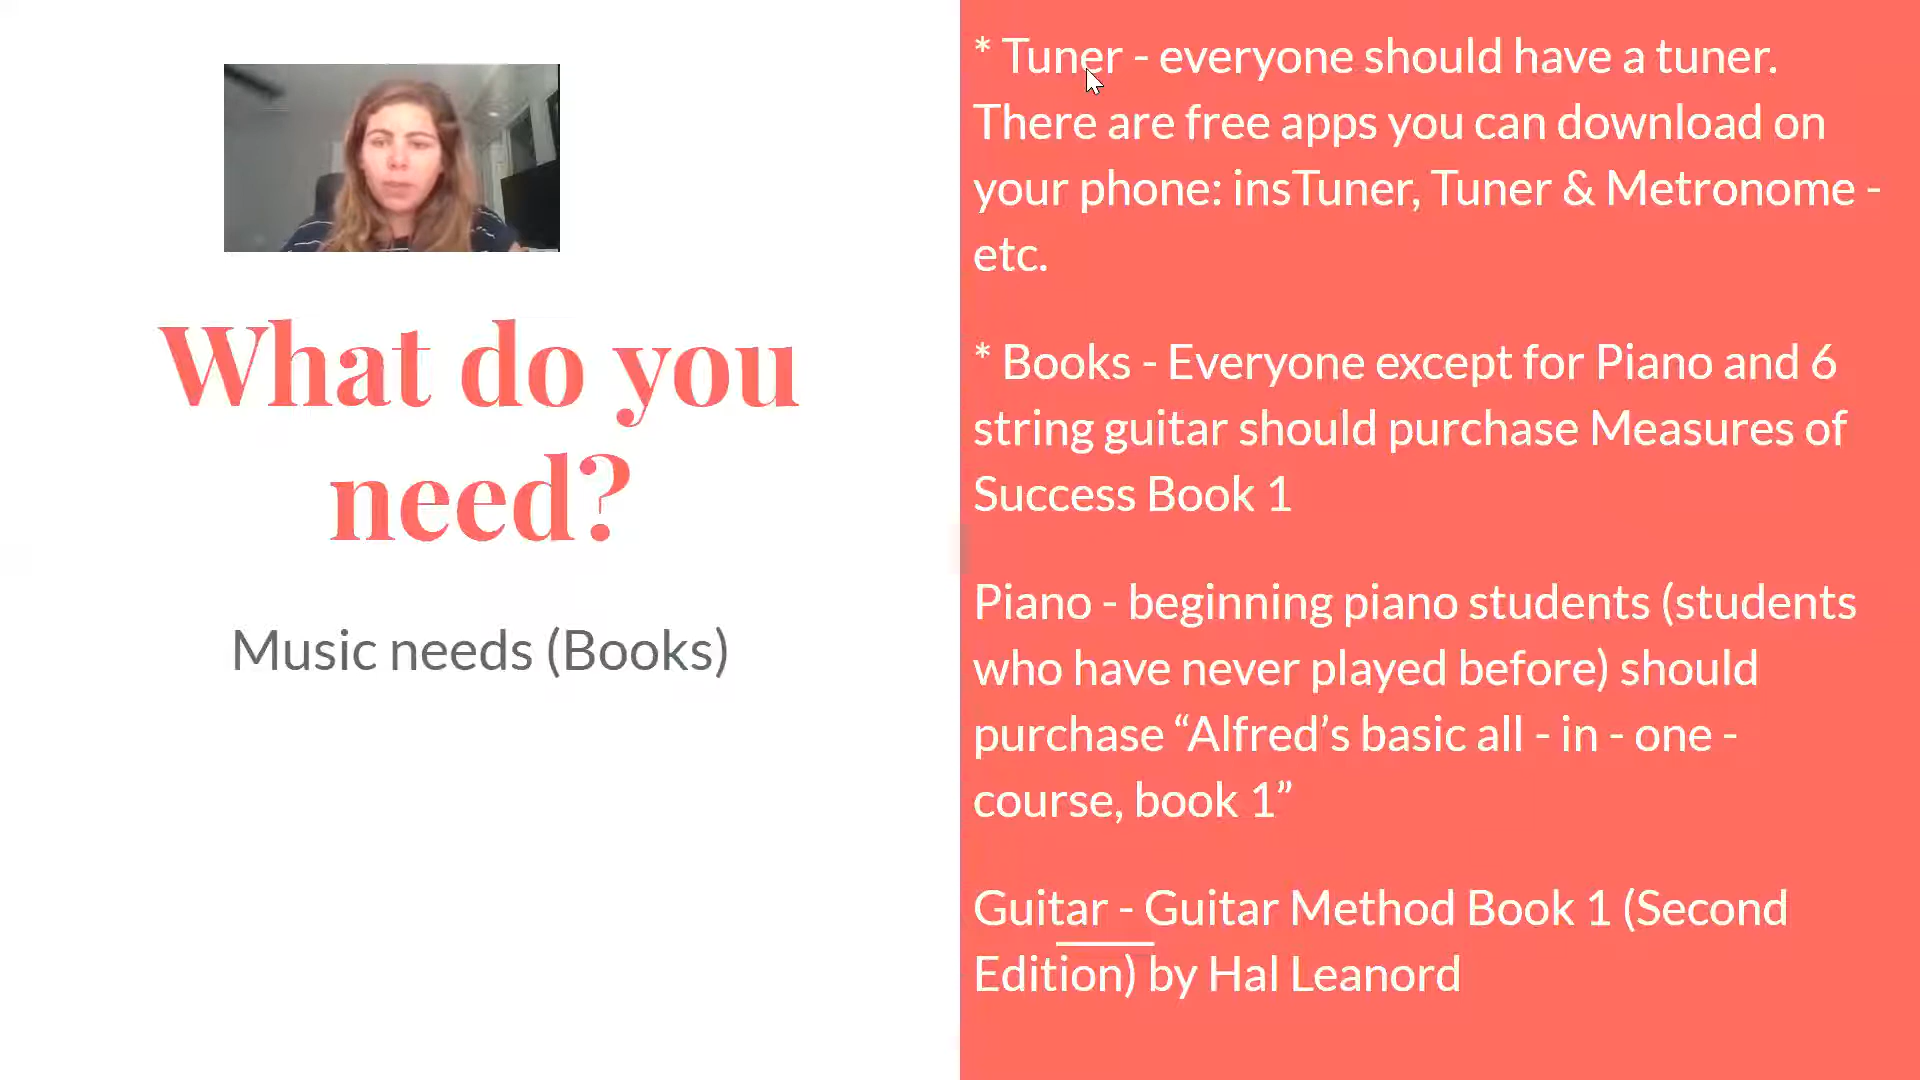 What do you
need?
Music needs (Books)
* Tuner - everyone should have a tuner.
There are free apps you can download on
your phone: insTuner, Tuner & Metronome -
etc.
* Books - Everyone except for Piano and 6
string guitar should purchase Measures of
Success Book 1
Piano - beginning piano students (students
who have never played before) should
purchase “Alfred’s basic all - in - one -
course, book 1”
Guitar - Guitar Method Book 1 (Second
Edition) by Hal Leanord